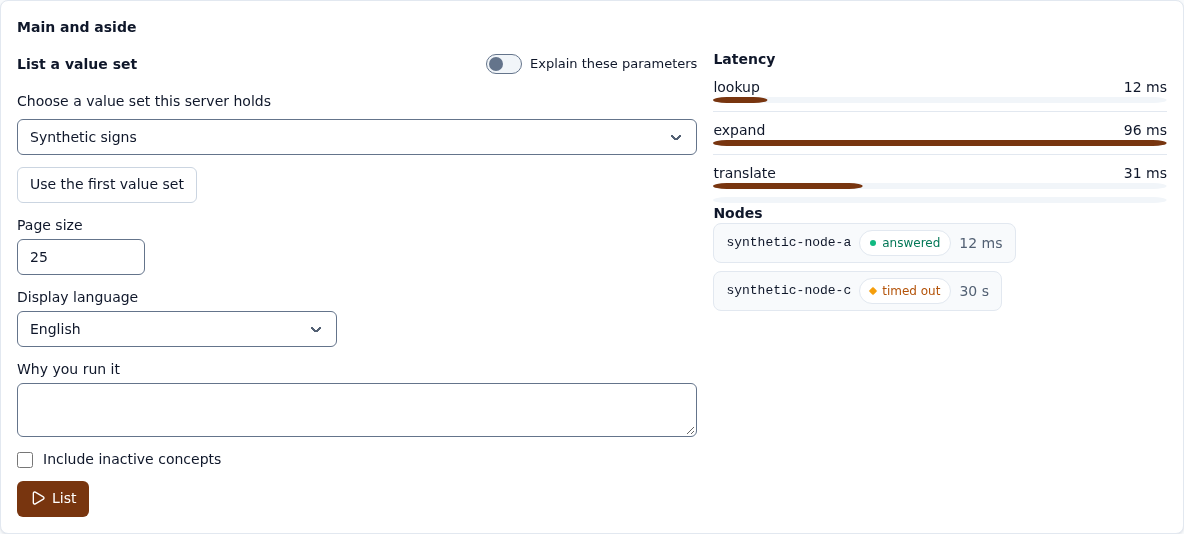 Main and aside
List a value set
Explain these parameters
Choose a value set this server holds
Synthetic signs
Use the first value set
Page size
25
Display language
English
Why you run it
Include inactive concepts
List
Latency
lookup 12 ms
expand 96 ms
translate 31 ms
Nodes
synthetic-node-a answered 12 ms
synthetic-node-c timed out 30 s